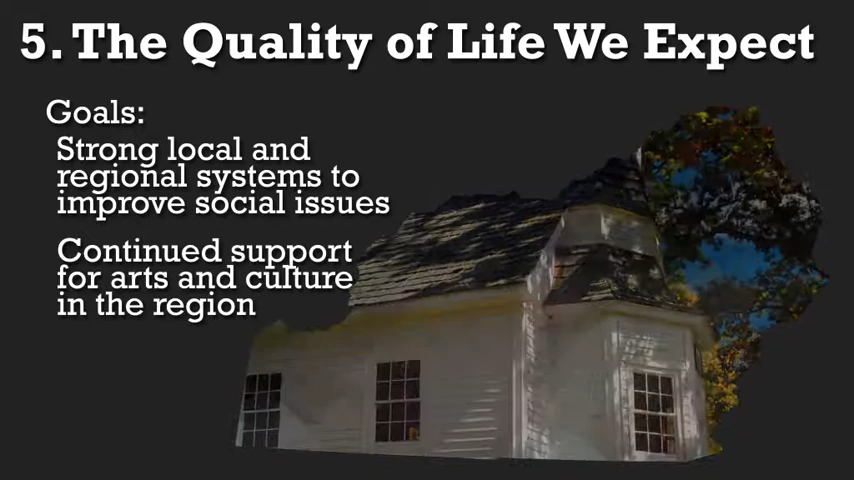 5. The Quality of Life We Expect
Goals:
Strong local and
regional systems to
improve social issues
Continued support
for arts and culture
in the region